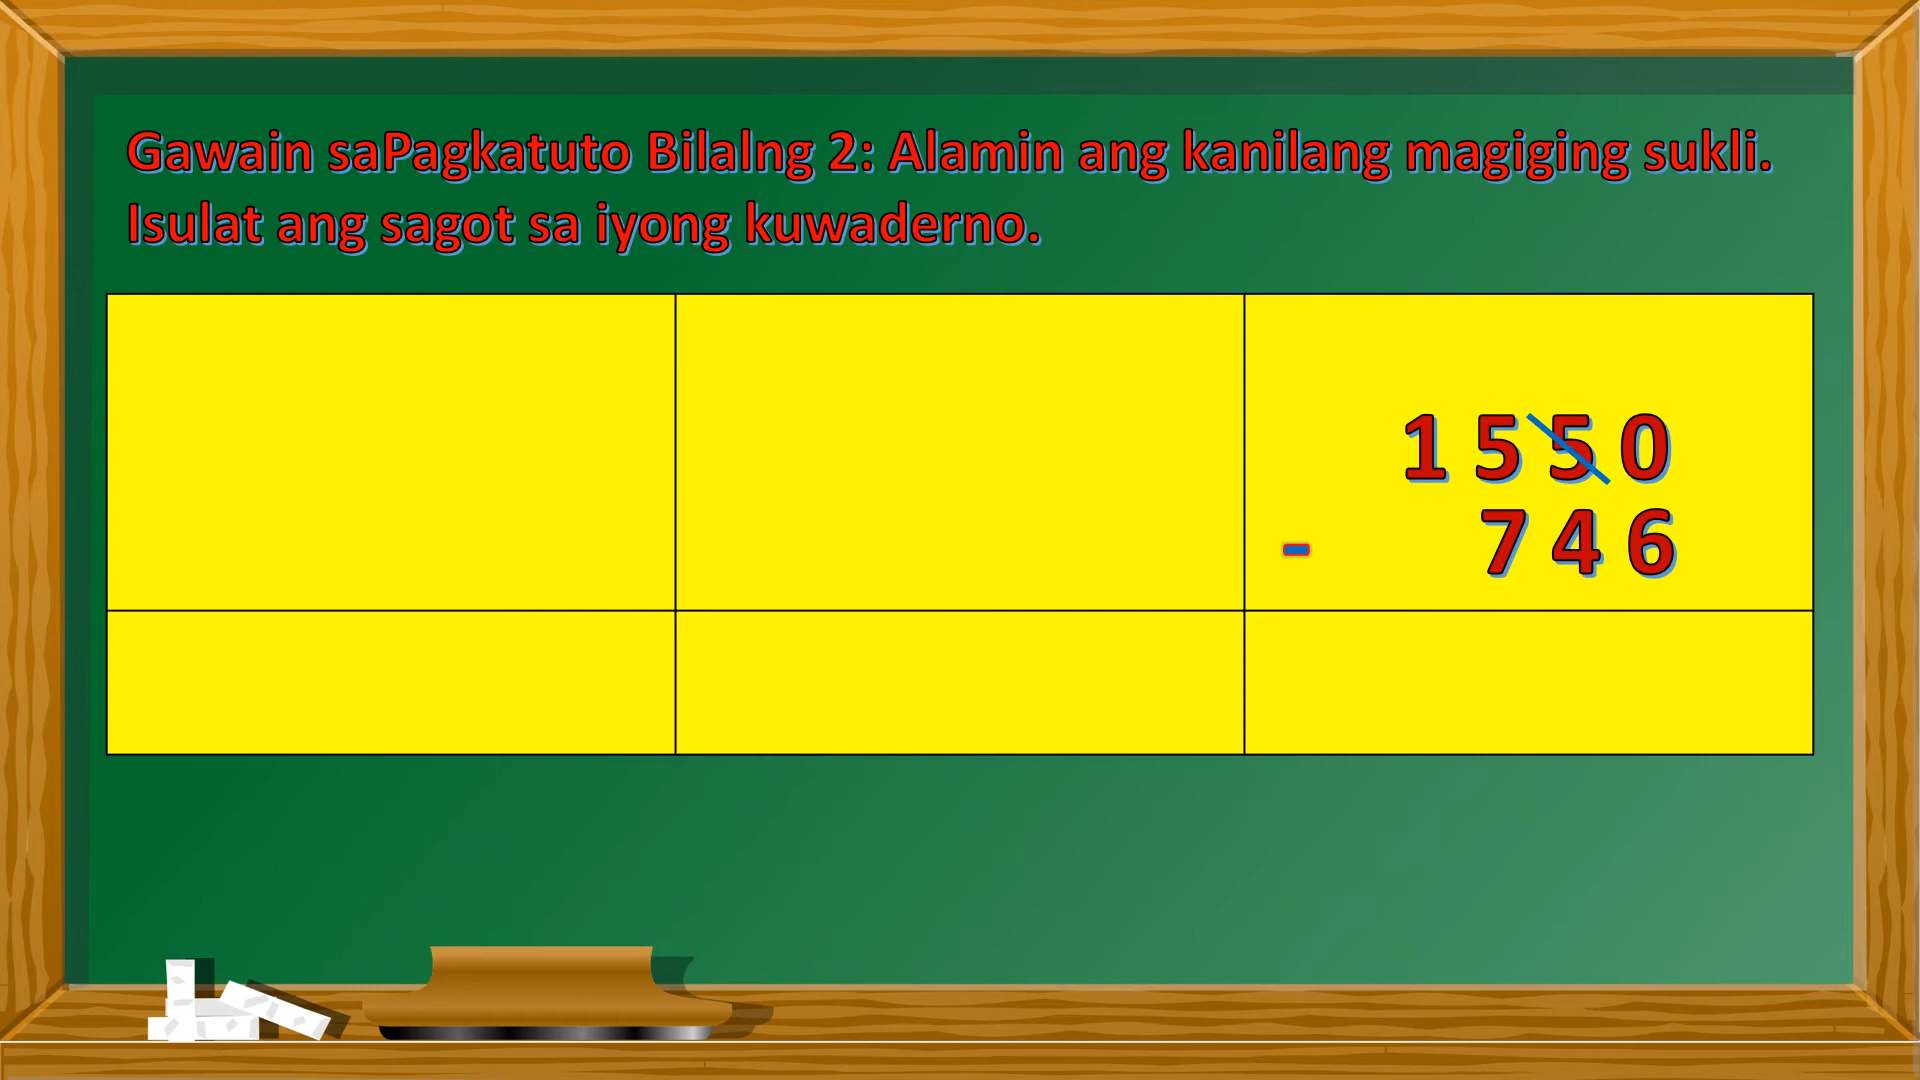 Gawain saPagkatuto Bilalng 2: Alamin ang kanilang magiging sukli.
Isulat ang sagot sa iyong kuwaderno.
1 5 5 0
- 7 4 6